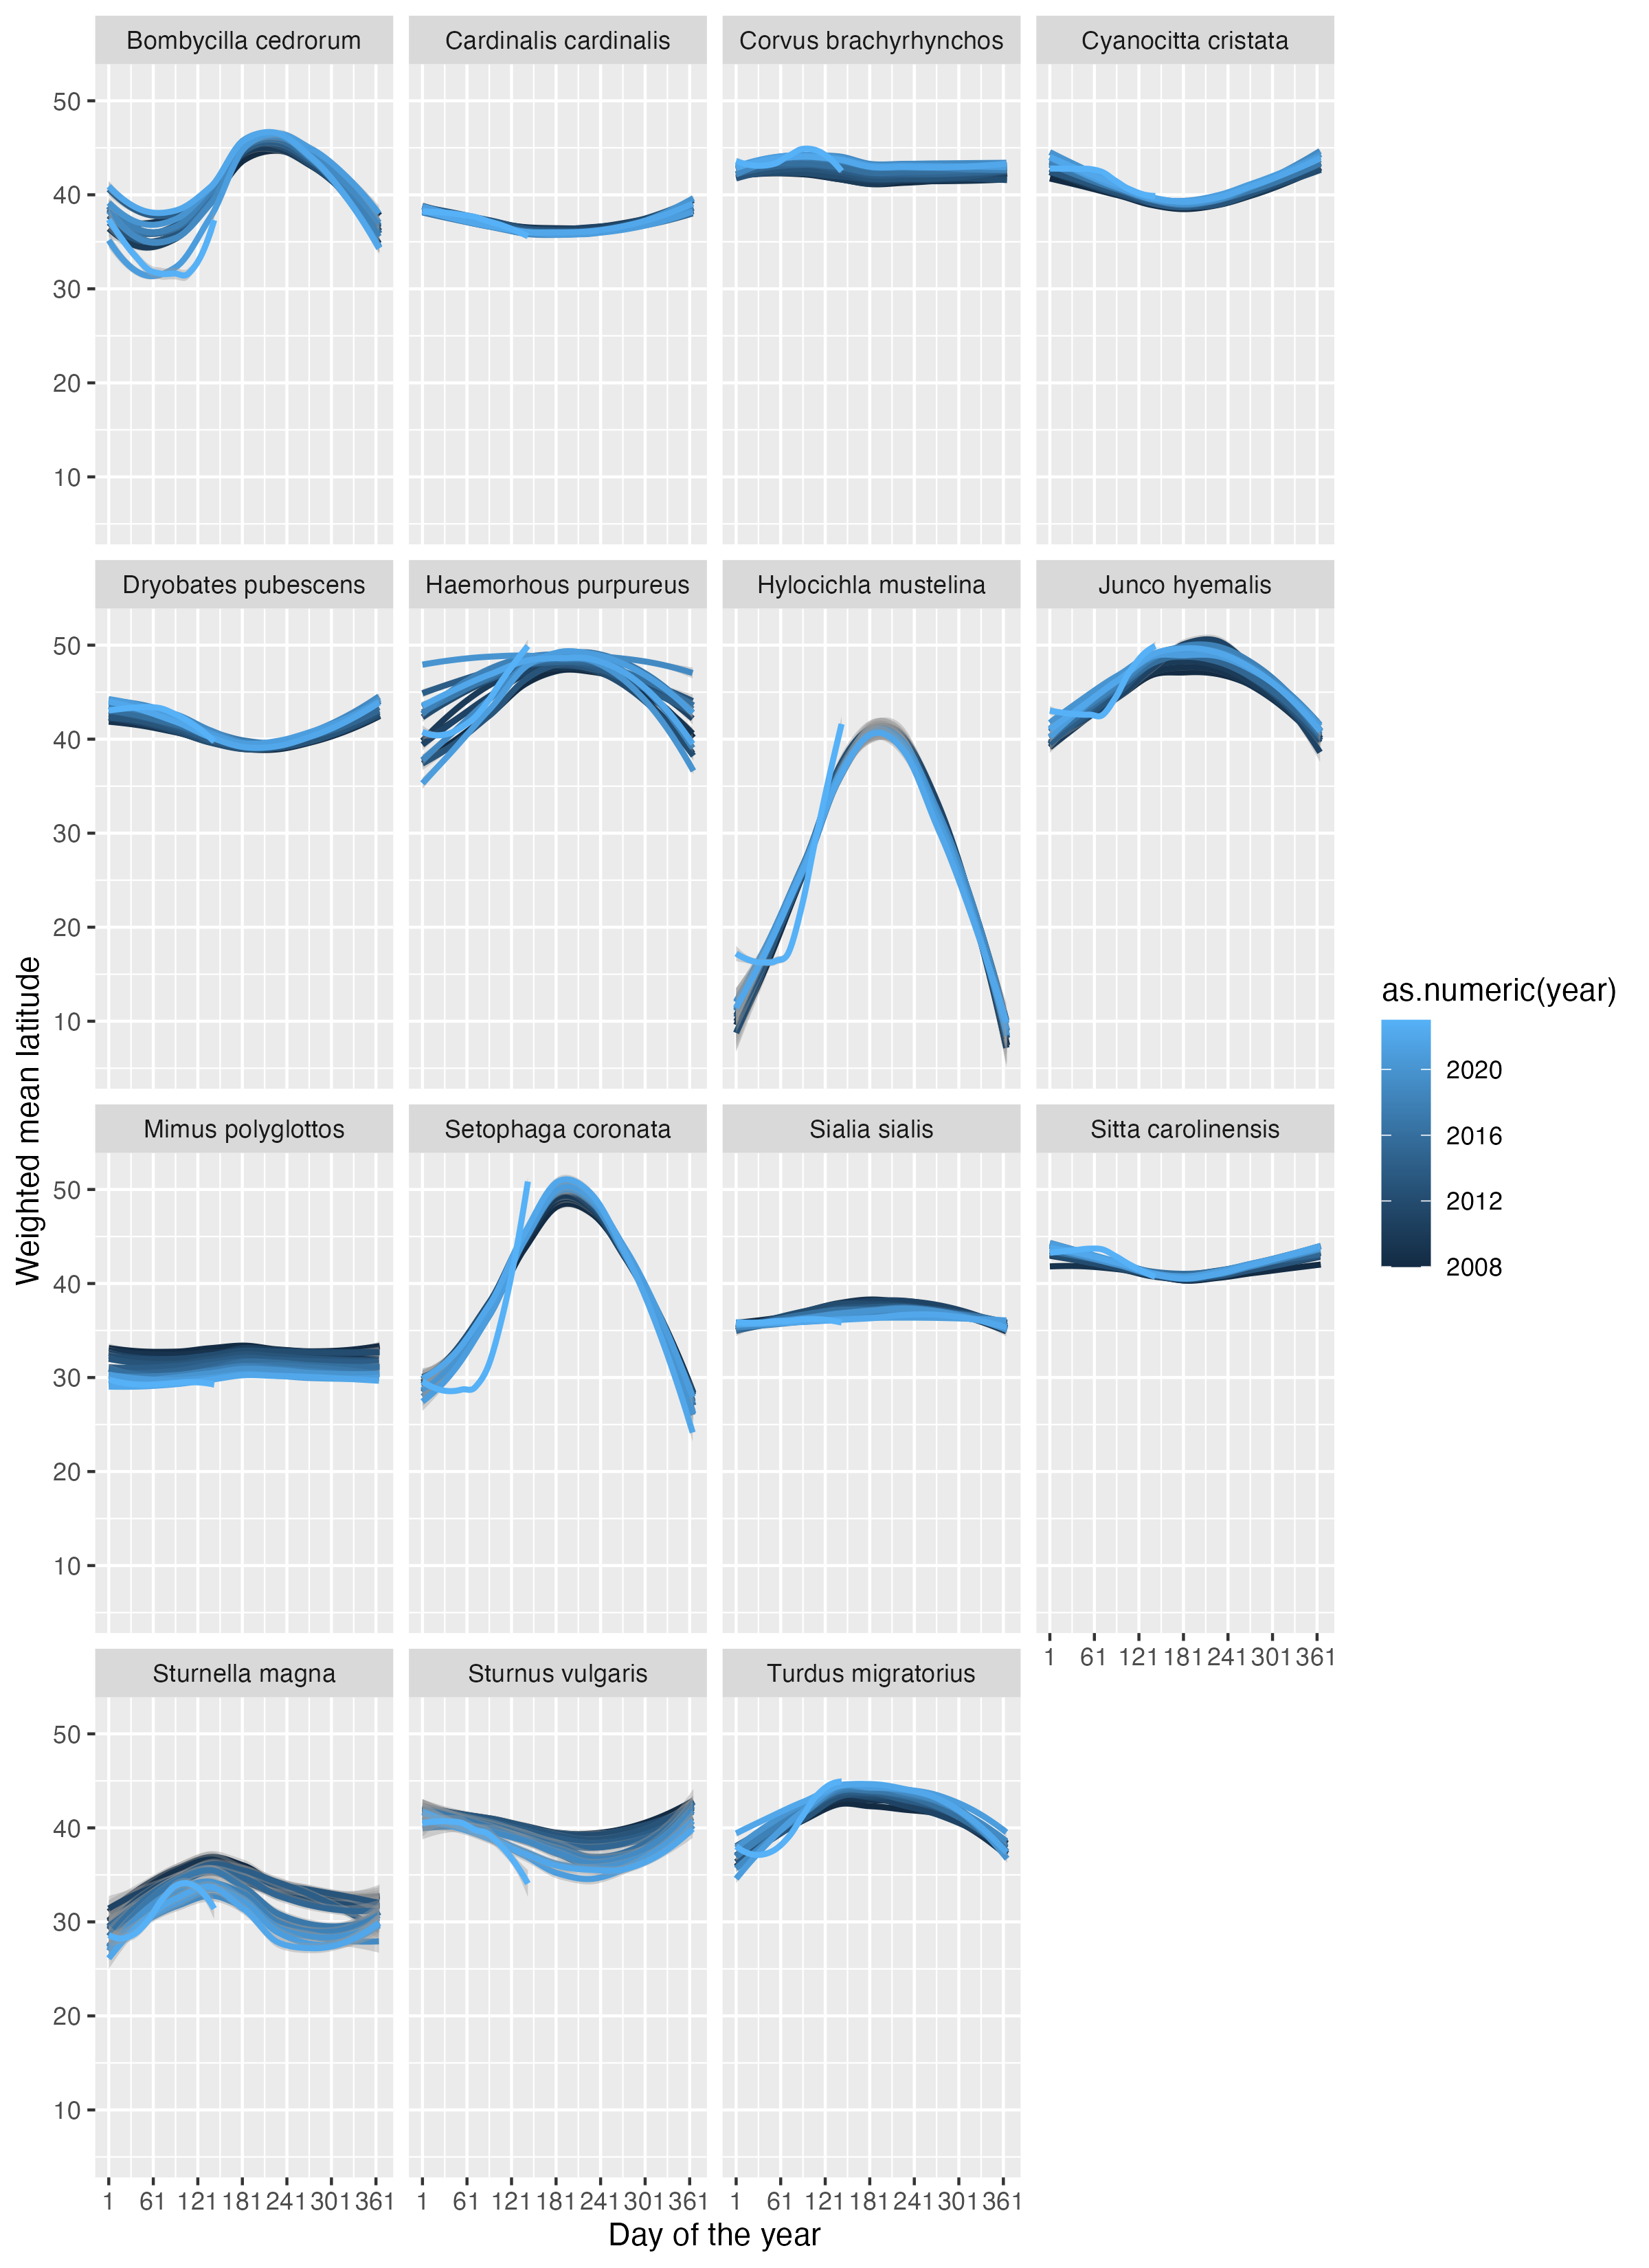 Bombycilla cedrorum Cardinalis cardinalis Corvus brachyrhynchos Cyanocitta cristata
50
40
30
20
10
Dryobates pubescens Haemorhous purpureus Hylocichla mustelina Junco hyemalis
50
40
30
20
10
Weighted mean latitude
as.numeric(year)
2020
2016
2012
2008
Mimus polyglottos Setophaga coronata Sialia sialis Sitta carolinensis
50
40
30
20
10
1 61 121 181 241 301 361
Sturnella magna Sturnus vulgaris Turdus migratorius
50
40
30
20
10
1 61 121 181 241 301 361 1 61 121 181 241 301 361 1 61 121 181 241 301 361
Day of the year